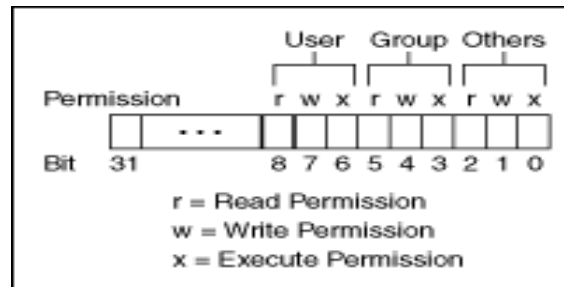 User Group Others
Permission r w x r w x r w x
...
Bit 31 8 7 6 5 4 3 2 1 0
r = Read Permission
w = Write Permission
x = Execute Permission